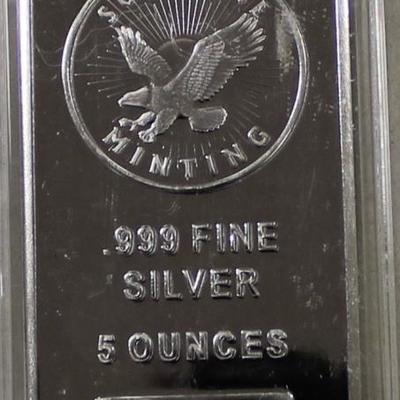 MINTING
.999 FINE
SILVER
5 OUNCES